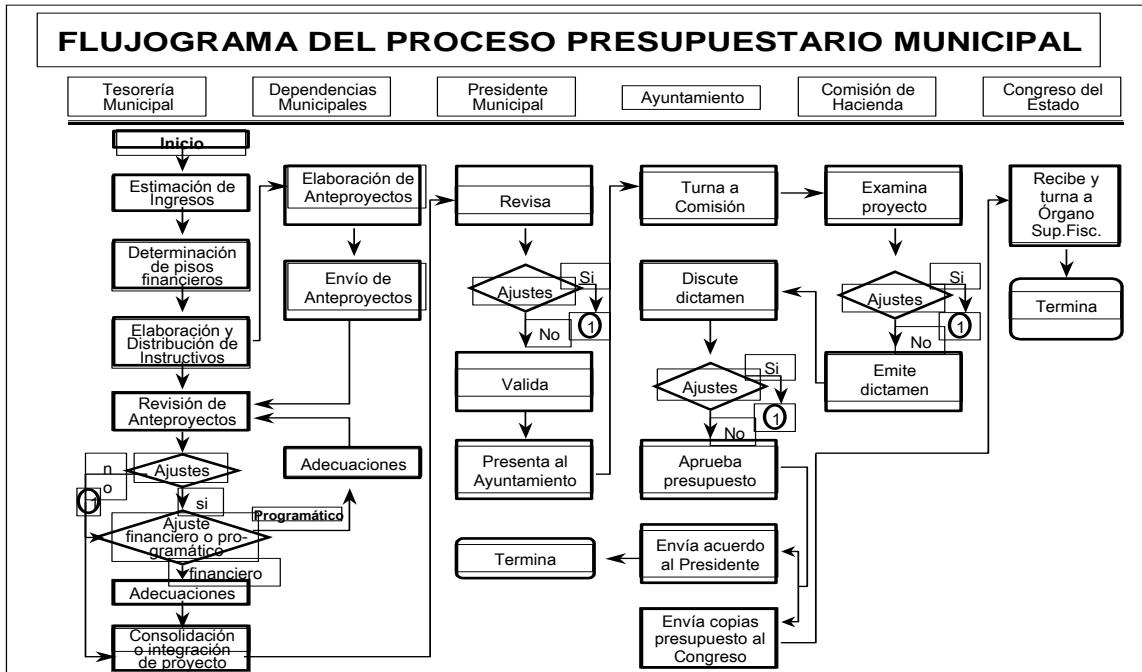 FLUJOGRAMA DEL PROCESO PRESUPUESTARIO MUNICIPAL
Tesorería
Municipal
Dependencias
Municipales
Presidente
Municipal
Ayuntamiento
Comisión de
Hacienda
Congreso del
Estado
Inicio
Estimación de
Ingresos
Determinación
de pisos
financieros
Elaboración y
Distribución de
Instructivos
Revisión de
Anteproyectos
Ajustes
n
o
1
si
Ajuste
financiero o pro-
gramático
Programático
financiero
Adecuaciones
Consolidación
o integración
de proyecto
Elaboración de
Anteproyectos
Envío de
Anteproyectos
Adecuaciones
Revisa
Ajustes
Si
1
No
Valida
Presenta al
Ayuntamiento
Termina
Turna a
Comisión
Discute
dictamen
Ajustes
Si
1
No
Aprueba
presupuesto
Envía acuerdo
al Presidente
Envía copias
presupuesto al
Congreso
Examina
proyecto
Ajustes
Si
1
No
Emite
dictamen
Recibe y
turna a
Órgano
Sup.Fisc.
Termina